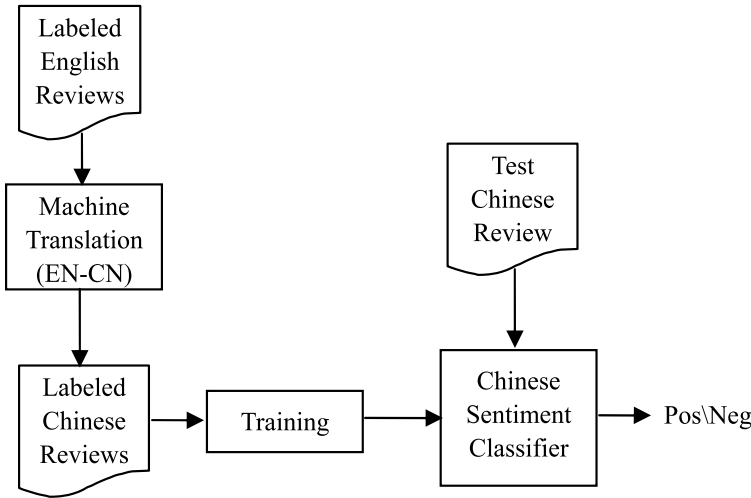 Labeled
English
Reviews
Machine
Translation
(EN-CN)
Labeled
Chinese
Reviews
Training
Test
Chinese
Review
Chinese
Sentiment
Classifier
Pos\Neg